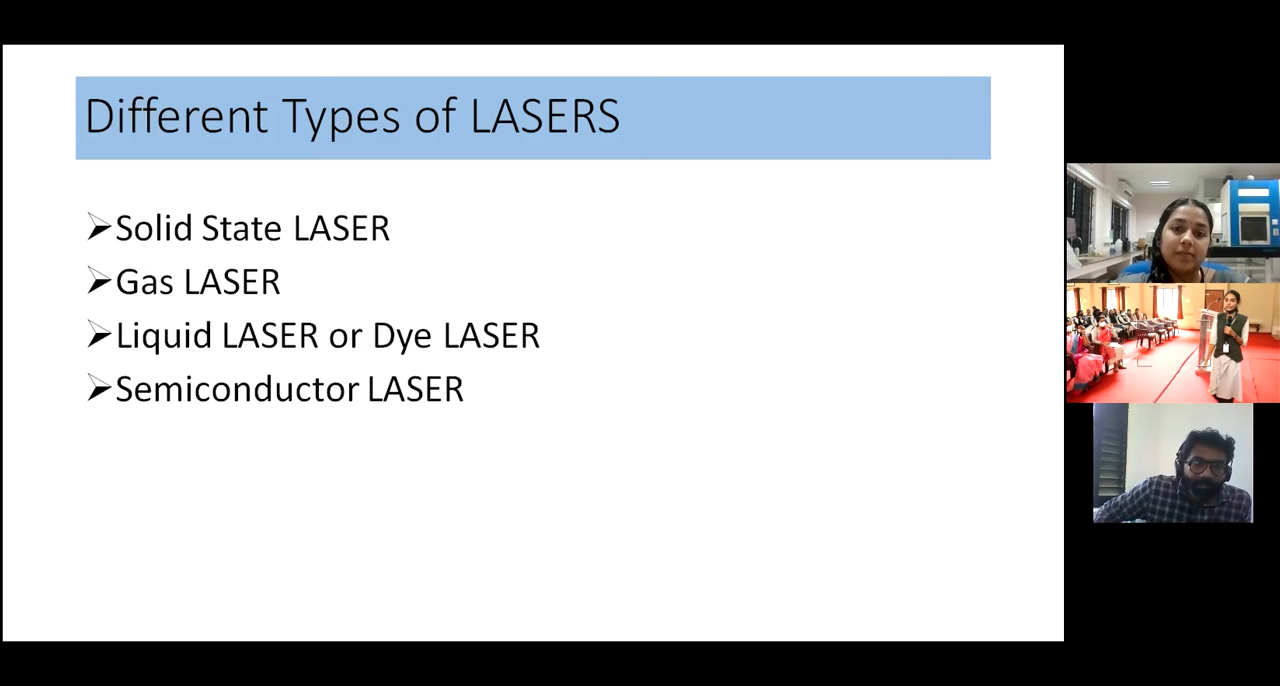 Different Types of LASERS
Solid State LASER
Gas LASER
Liquid LASER or Dye LASER
Semiconductor LASER